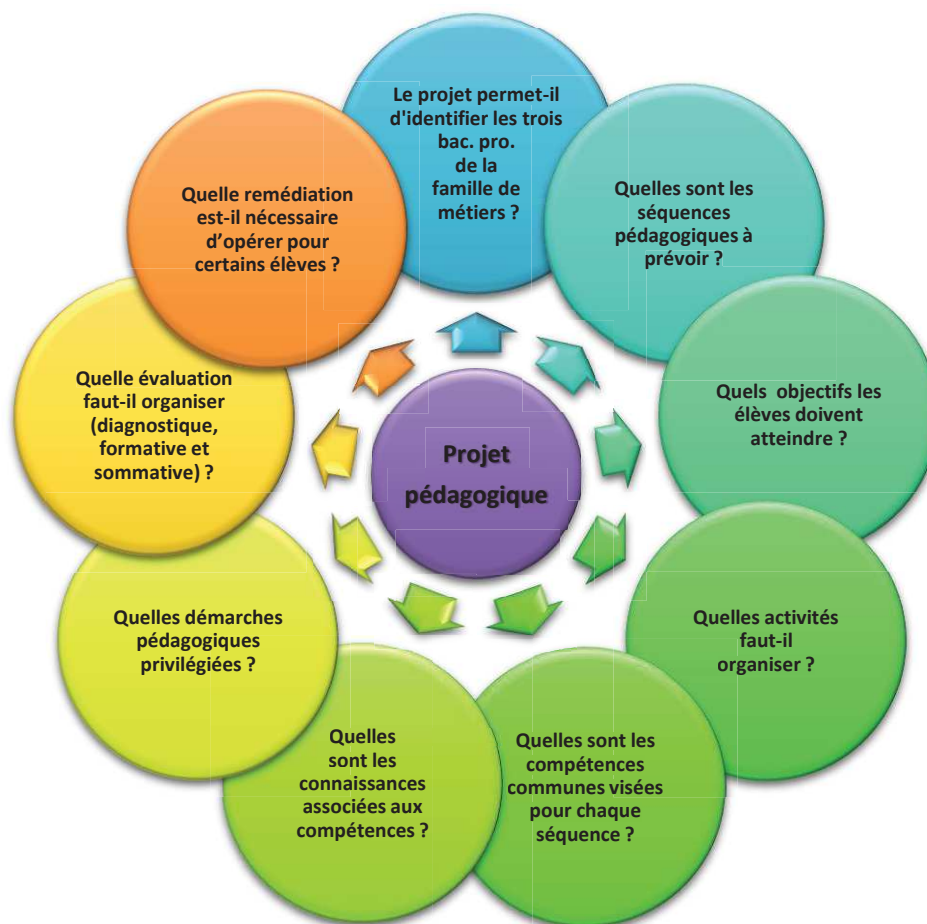 Le projet permet-il
d'identifier les trois
bac. pro.
de la
famille de
métiers ?
Quelles sont les
séquences
pédagogiques à
prévoir ?
Quels objectifs les
élèves doivent
atteindre ?
Quelles activités
faut-il
organiser ?
Quelles sont les
compétences
communes visées
pour chaque
séquence ?
Quelles
sont les
connaissances
associées aux
compétences ?
Quelles démarches
pédagogiques
privilégiées ?
Quelle évaluation
faut-il organiser
(diagnostique,
formative et
sommative) ?
Quelle remédiation
est-il nécessaire
d’opérer pour
certains élèves ?
Projet
pédagogique